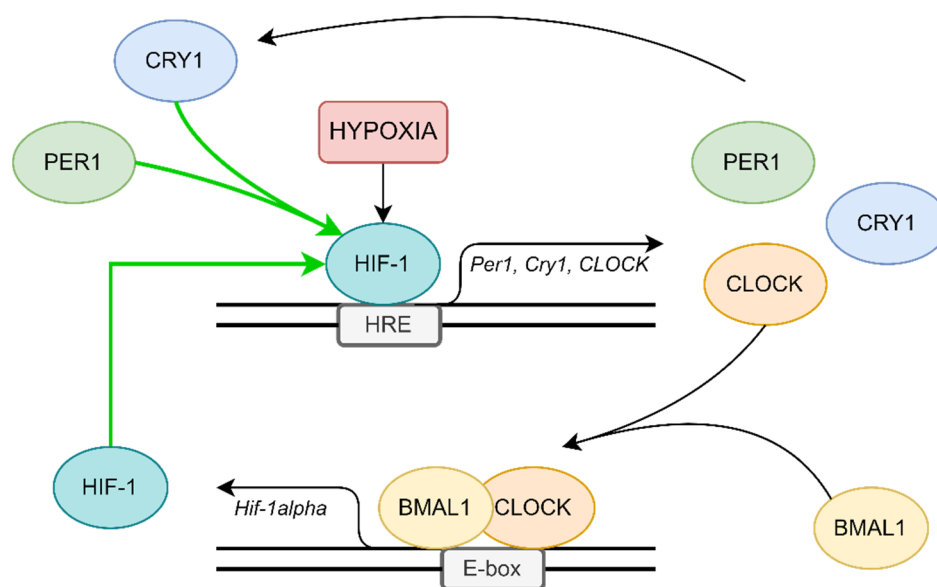 CRY1
HYPOXIA
PER1
PER1
CRY1
HIF-1
Per1, Cry1, CLOCK
CLOCK
HRE
HIF-1
Hif-1alpha
BMAL1
CLOCK
BMAL1
E-box